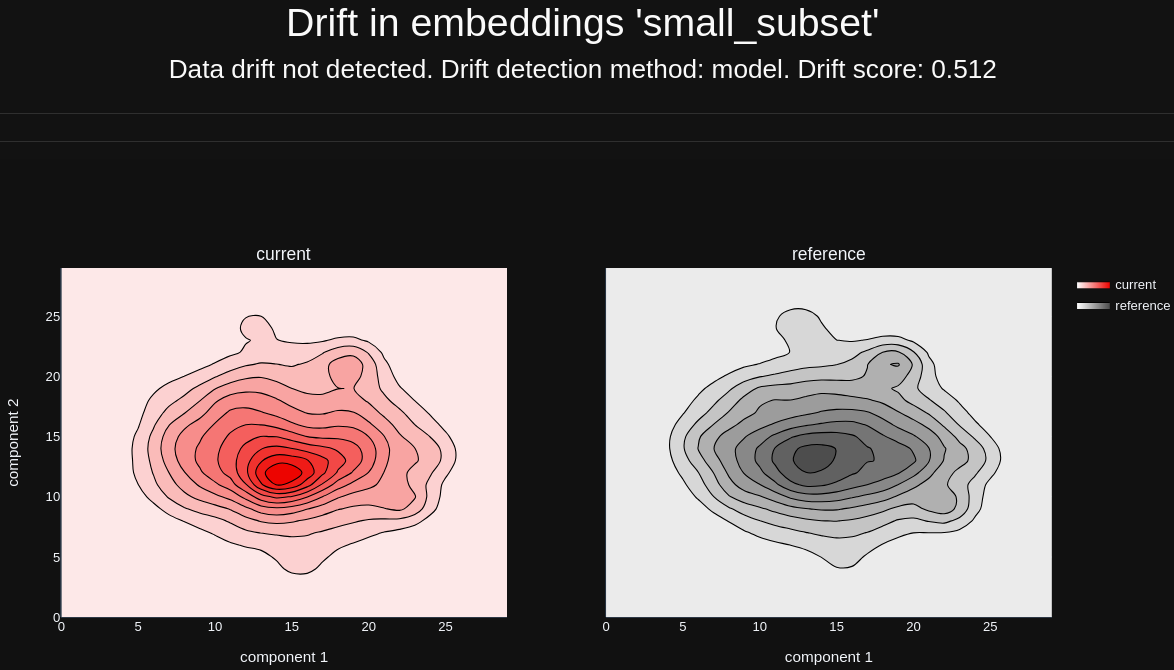 Drift in embeddings 'small_subset'
Data drift not detected. Drift detection method: model. Drift score: 0.512
current
reference
current
reference
component 2
25
20
15
10
5
0
0 5 10 15 20 25
0 5 10 15 20 25
component 1
component 1